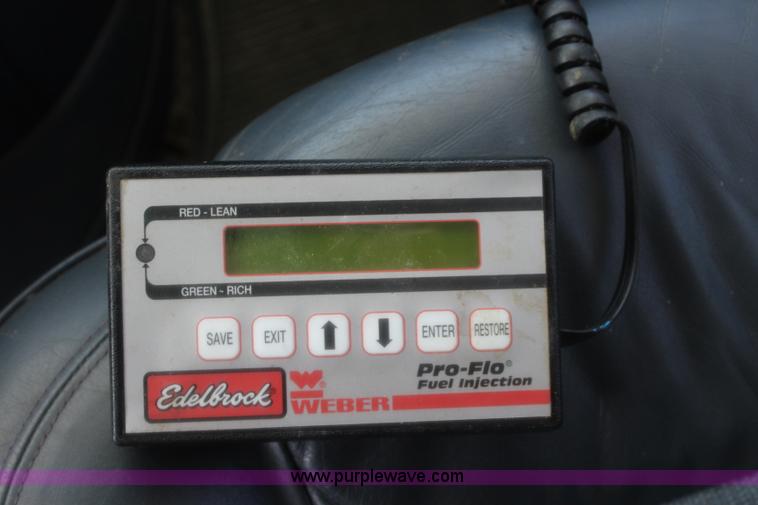 RED - LEAN
GREEN - RICH
SAVE EXIT ENTER RESTORE
Edelbrock
W
WEBER
Pro-Flo®
Fuel Injection
www.purplewave.com